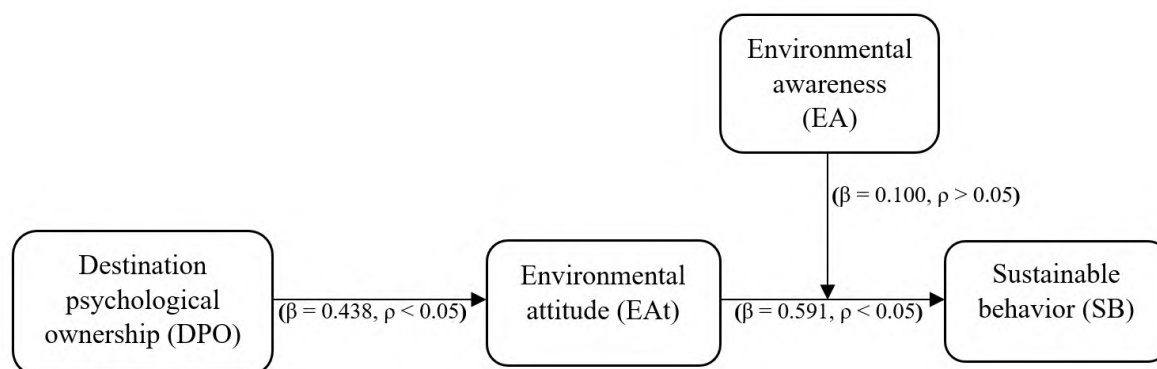 Environmental
awareness
(EA)
(β = 0.100, ρ > 0.05)
Destination
psychological
ownership (DPO)
(β = 0.438, ρ < 0.05)
Environmental
attitude (EAt)
(β = 0.591, ρ < 0.05)
Sustainable
behavior (SB)